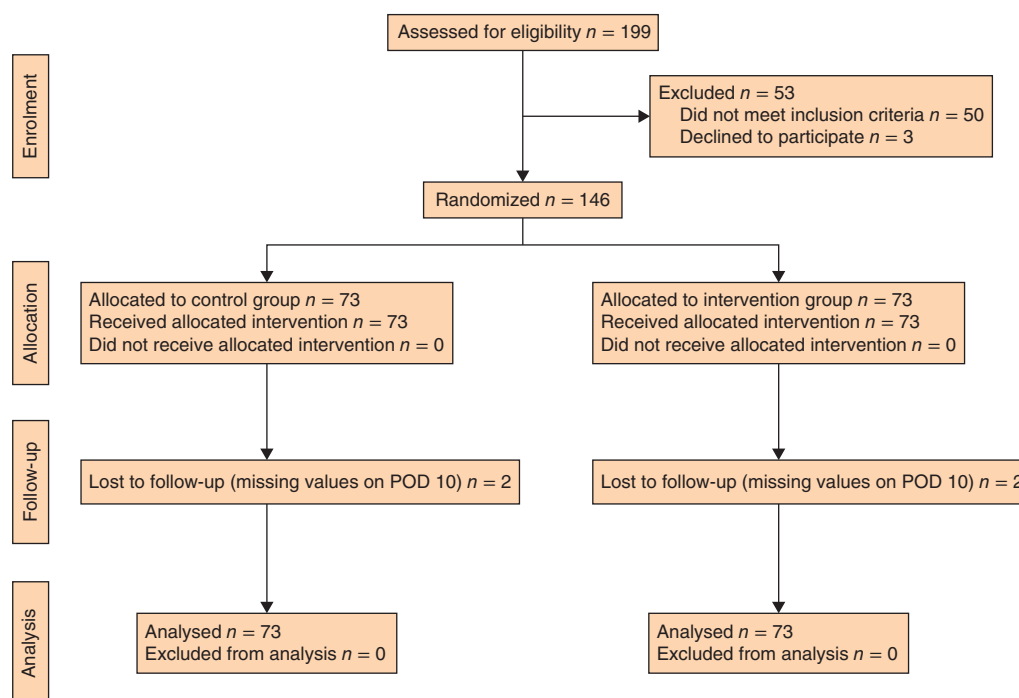 Assessed for eligibility n = 199
Enrolment
Excluded n = 53
Did not meet inclusion criteria n = 50
Declined to participate n = 3
Randomized n = 146
Allocation
Allocated to control group n = 73
Received allocated intervention n = 73
Did not receive allocated intervention n = 0
Allocated to intervention group n = 73
Received allocated intervention n = 73
Did not receive allocated intervention n = 0
Follow-up
Lost to follow-up (missing values on POD 10) n = 2
Lost to follow-up (missing values on POD 10) n = 2
Analysis
Analysed n = 73
Excluded from analysis n = 0
Analysed n = 73
Excluded from analysis n = 0